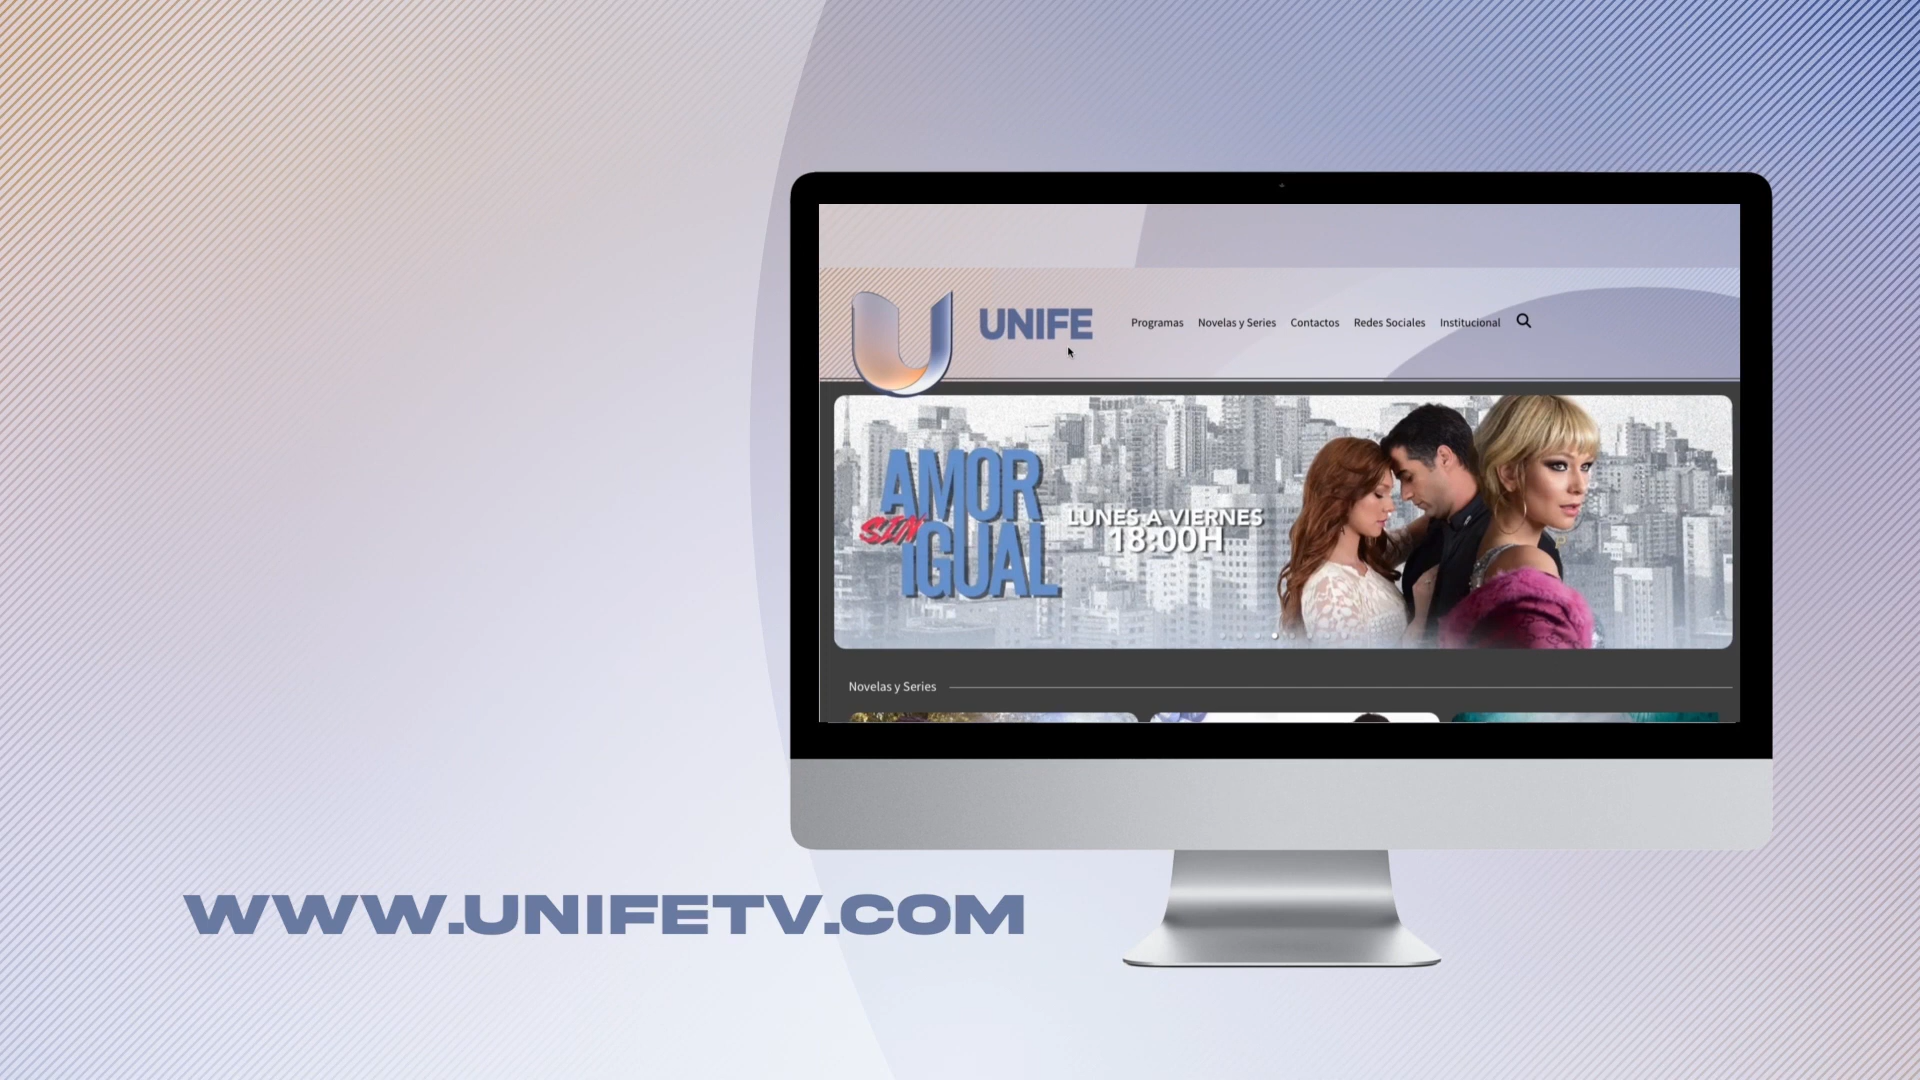 UNIFE
Programas Novelas y Series Contactos Redes Sociales Institucional
AMOR
SIN
IGUAL
LUNES A VIERNES
18:00H
Novelas y Series
WWW.UNIFETV.COM